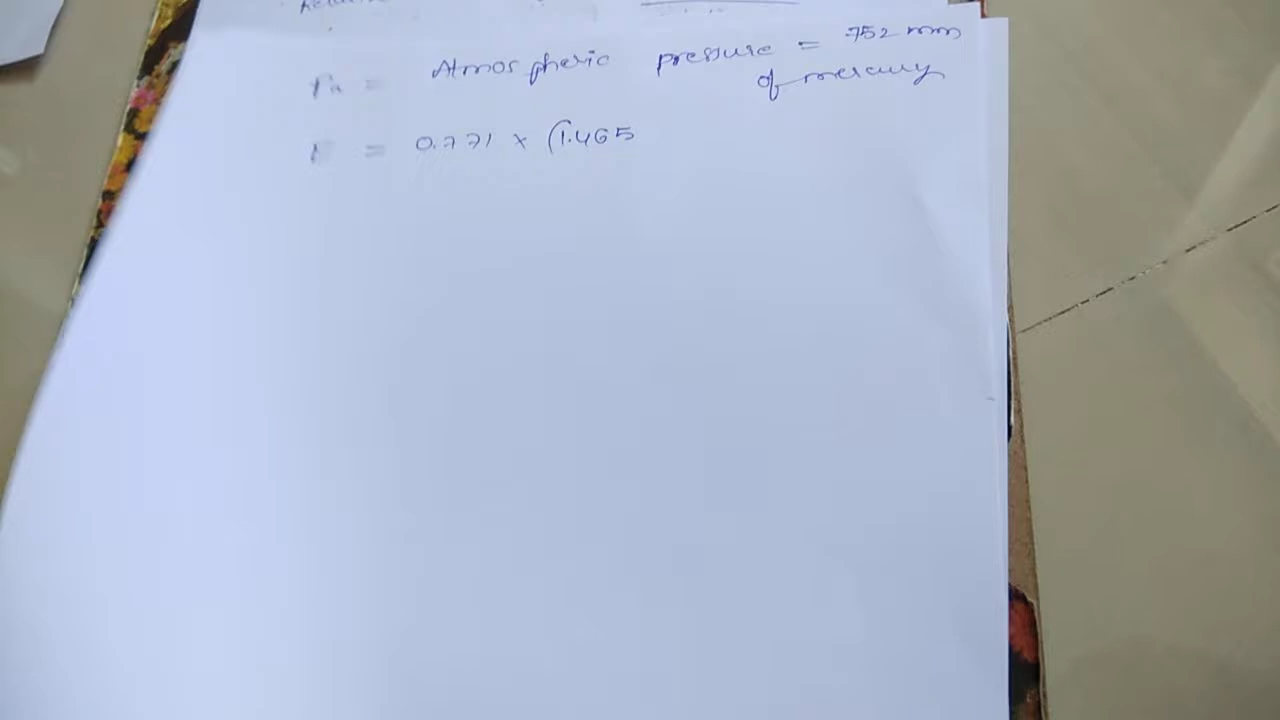 Pa = Atmospheric pressure = 752 mm
of mercury
E = 0.771 × (1.465